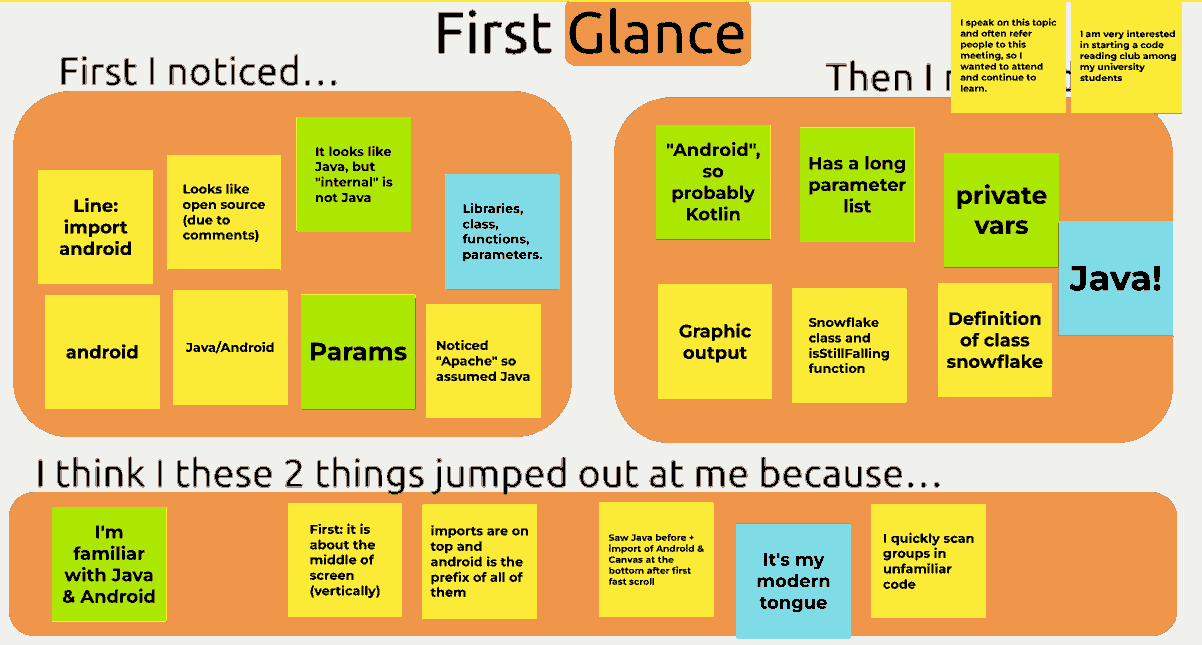 First Glance
I speak on this topic
and often refer
people to this
meeting, so I
wanted to attend
and continue to
learn.
I am very interested
in starting a code
reading club among
my university
students
First I noticed...
Then I
Line:
import
android
Looks like
open source
(due to
comments)
It looks like
Java, but
"internal" is
not Java
Libraries,
class,
functions,
parameters.
android
Java/Android
Params
Noticed
"Apache" so
assumed Java
"Android",
so
probably
Kotlin
Has a long
parameter
list
private
vars
Java!
Graphic
output
Snowflake
class and
isStillFalling
function
Definition
of class
snowflake
I think I these 2 things jumped out at me because...
I'm
familiar
with Java
& Android
First: it is
about the
middle of
screen
(vertically)
imports are on
top and
android is the
prefix of all of
them
Saw Java before +
import of Android &
Canvas at the
bottom after first
fast scroll
It's my
modern
tongue
I quickly scan
groups in
unfamiliar
code